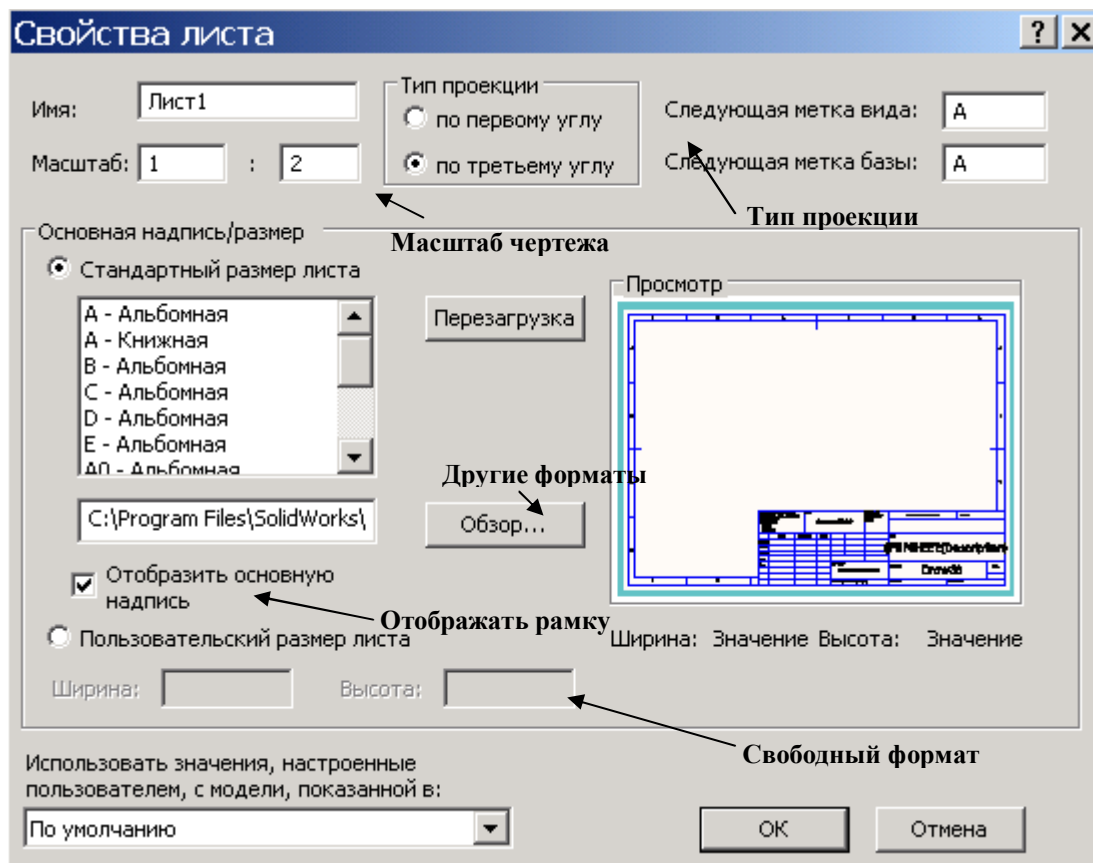 Свойства листа
Имя:
Лист1
Масштаб:
1
:
2
Тип проекции
по первому углу
по третьему углу
Следующая метка вида:
А
Следующая метка базы:
А
Тип проекции
Масштаб чертежа
Основная надпись/размер
Стандартный размер листа
A - Альбомная
A - Книжная
B - Альбомная
C - Альбомная
D - Альбомная
E - Альбомная
A0 - Альбомная
Перезагрузка
Просмотр
Другие форматы
C:\Program Files\SolidWorks\
Обзор...
Отобразить основную
надпись
Отображать рамку
Пользовательский размер листа
Ширина: Значение Высота: Значение
Ширина:
Высота:
Свободный формат
Использовать значения, настроенные
пользователем, с модели, показанной в:
По умолчанию
ОК
Отмена